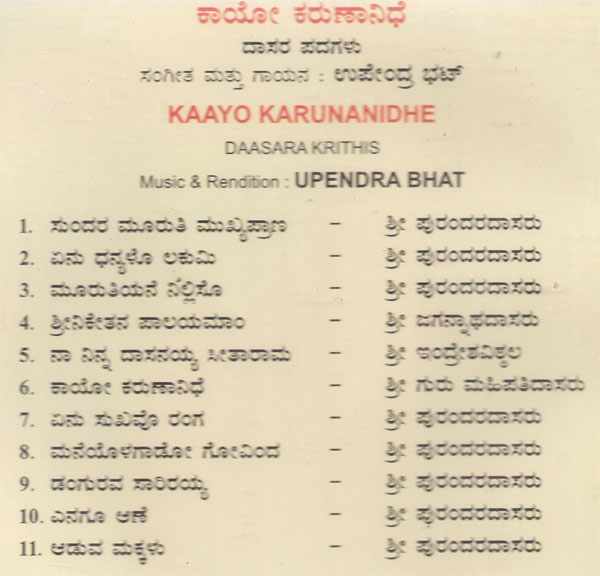 ಕಾಯೋ ಕರುಣಾನಿಧೆ
ದಾಸರ ಪದಗಳು
ಸಂಗೀತ ಮತ್ತು ಗಾಯನ : ಉಪೇಂದ್ರ ಭಟ್
KAAYO KARUNANIDHE
DAASARA KRITHIS
Music & Rendition : UPENDRA BHAT
1. ಸುಂದರ ಮೂರುತಿ ಮುಖ್ಯಪ್ರಾಣ – ಶ್ರೀ ಪುರಂದರದಾಸರು
2. ಏನು ಧನ್ಯಳೊ ಲಕುಮಿ – ಶ್ರೀ ಪುರಂದರದಾಸರು
3. ಮೂರುತಿಯನೆ ನಿಲ್ಲಿಸೊ – ಶ್ರೀ ಪುರಂದರದಾಸರು
4. ಶ್ರೀನಿಕೇತನ ಪಾಲಯಮಾಂ – ಶ್ರೀ ಜಗನ್ನಾಥದಾಸರು
5. ನಾ ನಿನ್ನ ದಾಸನಯ್ಯ ಸೀತಾರಾಮ – ಶ್ರೀ ಇಂದ್ರೇಶವಿಠ್ಠಲ
6. ಕಾಯೋ ಕರುಣಾನಿಧೆ – ಶ್ರೀ ಗುರು ಮಹಿಪತಿದಾಸರು
7. ಏನು ಸುಖವೊ ರಂಗ – ಶ್ರೀ ಪುರಂದರದಾಸರು
8. ಮನೆಯೊಳಗಾಡೋ ಗೋವಿಂದ – ಶ್ರೀ ಪುರಂದರದಾಸರು
9. ಡಂಗುರವ ಸಾರಿರಯ್ಯ – ಶ್ರೀ ಪುರಂದರದಾಸರು
10. ಎನಗೂ ಆಣೆ – ಶ್ರೀ ಪುರಂದರದಾಸರು
11. ಆಡುವ ಮಕ್ಕಳು – ಶ್ರೀ ಪುರಂದರದಾಸರು